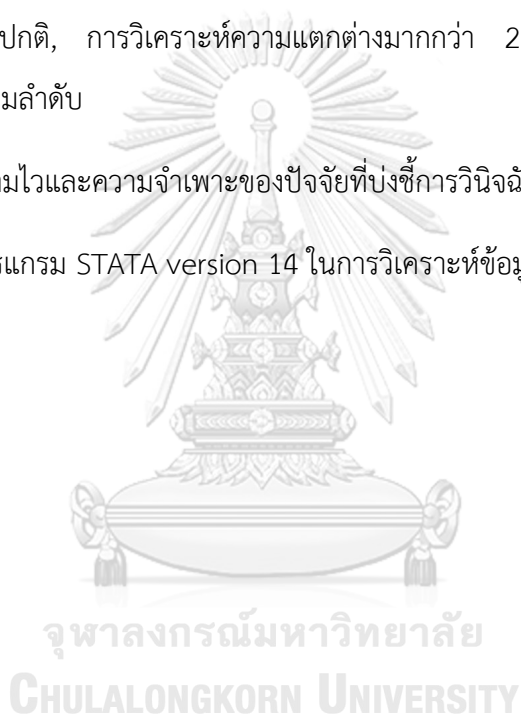 ปกติ, การวิเคราะห์ความแตกต่างมากกว่า 2
มลำดับ
มไวและความจำเพาะของปัจจัยที่บ่งชี้การวินิจฉั
รแกรม STATA version 14 ในการวิเคราะห์ข้อมู
จุฬาลงกรณ์มหาวิทยาลัย
CHULALONGKORN UNIVERSITY